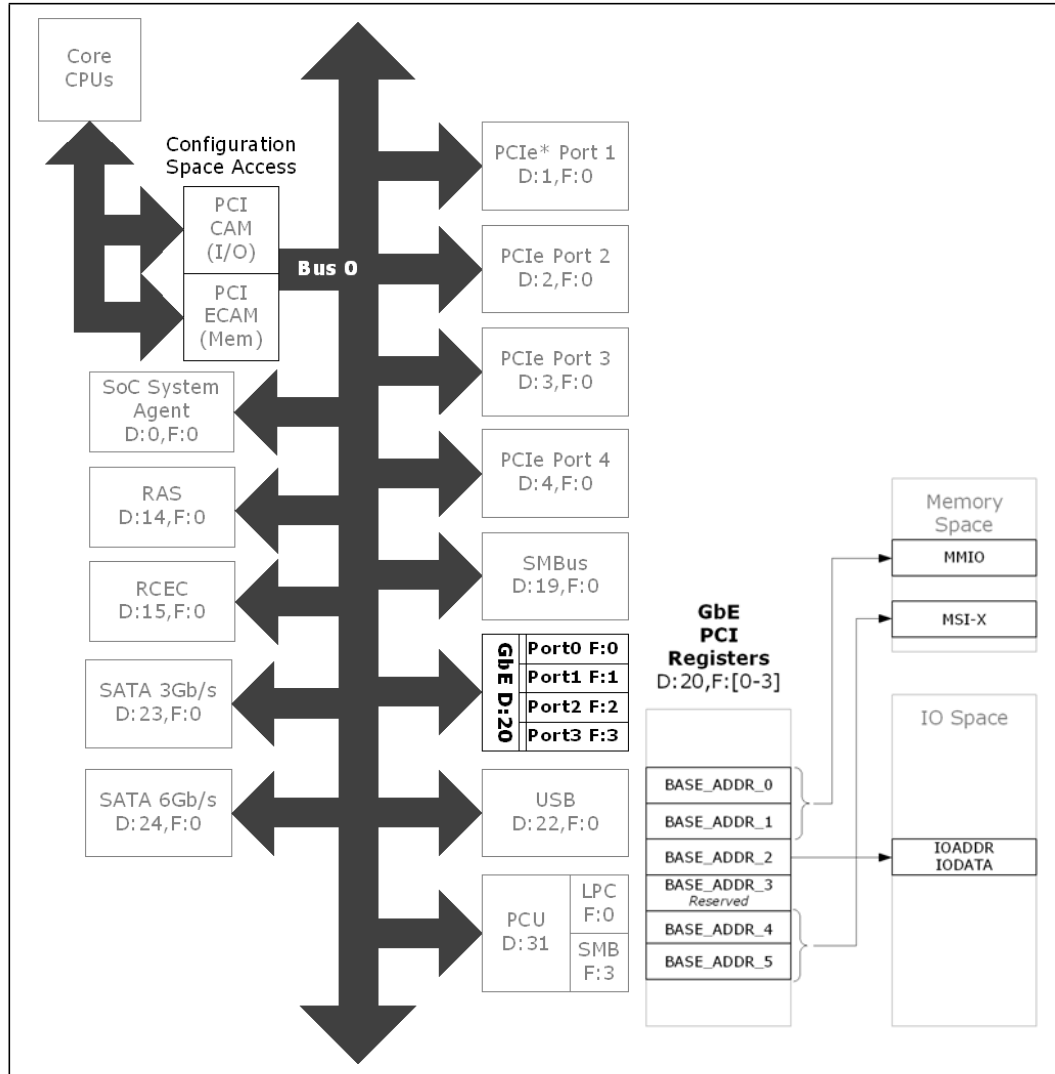 Core
CPUs
Configuration
Space Access
PCI
CAM
(I/O)
PCI
ECAM
(Mem)
Bus 0
SoC System
Agent
D:0,F:0
RAS
D:14,F:0
RCEC
D:15,F:0
SATA 3Gb/s
D:23,F:0
SATA 6Gb/s
D:24,F:0
PCIe* Port 1
D:1,F:0
PCIe Port 2
D:2,F:0
PCIe Port 3
D:3,F:0
PCIe Port 4
D:4,F:0
SMBus
D:19,F:0
GbE D:20
Port0 F:0
Port1 F:1
Port2 F:2
Port3 F:3
USB
D:22,F:0
PCU
D:31
LPC
F:0
SMB
F:3
GbE
PCI
Registers
D:20,F:[0-3]
BASE_ADDR_0
BASE_ADDR_1
BASE_ADDR_2
BASE_ADDR_3
Reserved
BASE_ADDR_4
BASE_ADDR_5
Memory
Space
MMIO
MSI-X
IO Space
IOADDR
IODATA